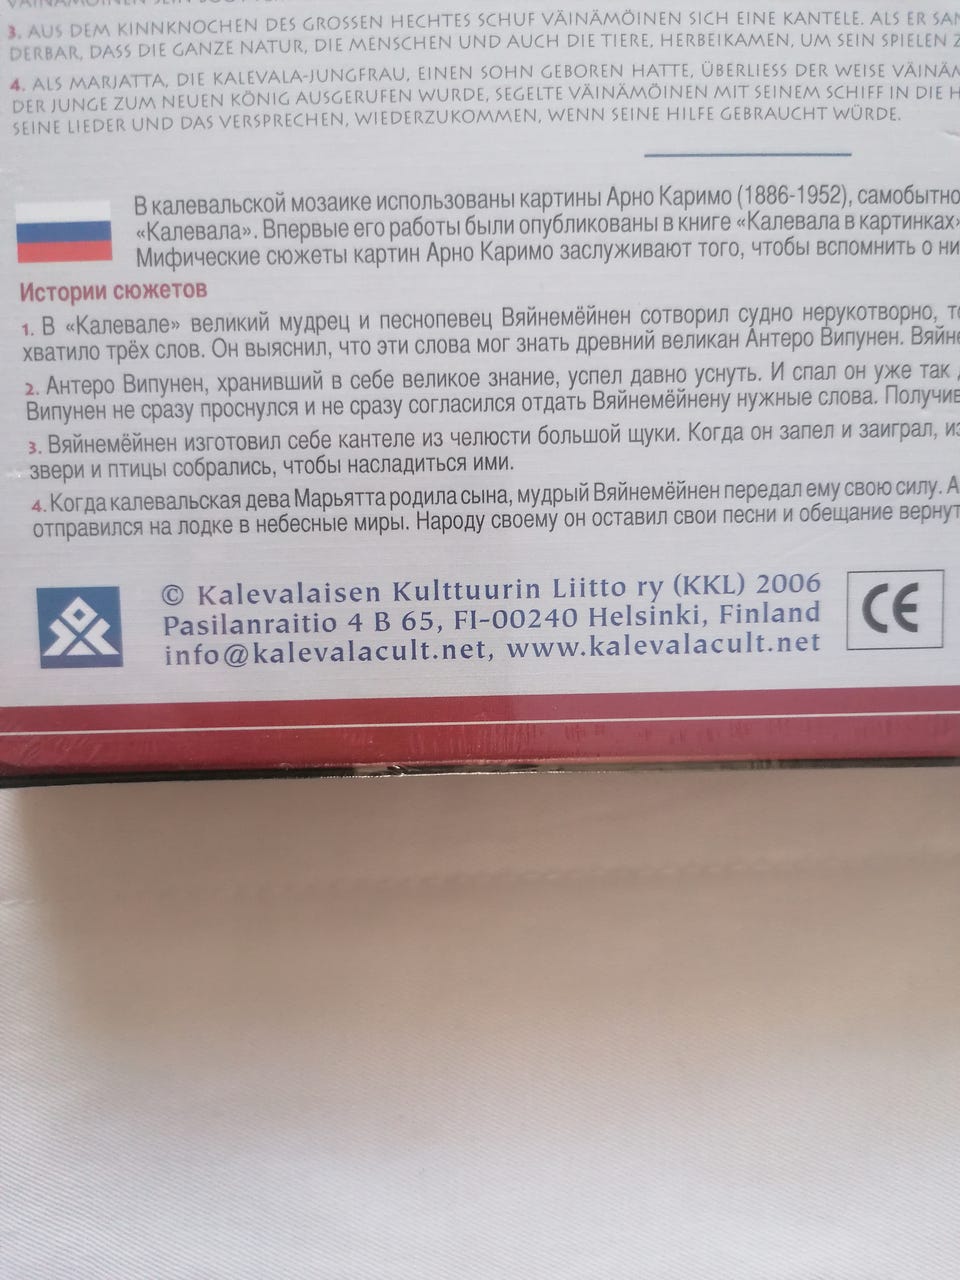 3. AUS DEM KINNKNOCHEN DES GROSSEN HECHTES SCHUF VÄINÄMÖINEN SICH EINE KANTELE. ALS ER
DERBAR, DASS DIE GANZE NATUR, DIE MENSCHEN UND AUCH DIE TIERE, HERBEIKAMEN, UM SEIN SPIELEN
4. ALS MARJATTA, DIE KALEVALA-JUNGFRAU, EINEN SOHN GEBOREN HATTE, ÜBERLIESS DER WEISE
DER JUNGE ZUM NEUEN KÖNIG AUSGERUFEN WURDE, SEGELTE VÄINÄMÖINEN MIT SEINEM SCHIFF IN DIE
SEINE LIEDER UND DAS VERSPRECHEN, WIEDERZUKOMMEN, WENN SEINE HILFE GEBRAUCHT WÜRDE.
В калевальской мозаике использованы картины Арно Каримо (1886-1952), самобытно
«Калевала». Впервые его работы были опубликованы в книге «Калевала в картинках»
Мифические сюжеты картин Арно Каримо заслуживают того, чтобы вспомнить о ни
Истории сюжетов
1. В «Калевале» великий мудрец и песнопевец Вяйнемёйнен сотворил судно нерукотворно,
хватило трёх слов. Он выяснил, что эти слова мог знать древний великан Антеро Випунен.
2. Антеро Випунен, хранивший в себе великое знание, успел давно уснуть. И спал он уже так
Випунен не сразу проснулся и не сразу согласился отдать Вяйнемёйнену нужные слова. Получив
3. Вяйнемёйнен изготовил себе кантеле из челюсти большой щуки. Когда он запел и заиграл,
звери и птицы собрались, чтобы насладиться ими.
4. Когда калевальская дева Марьятта родила сына, мудрый Вяйнемёйнен передал ему свою силу.
отправился на лодке в небесные миры. Народу своему он оставил свои песни и обещание вернут
© Kalevalaisen Kulttuurin Liitto ry (KKL) 2006
Pasilanraitio 4 B 65, FI-00240 Helsinki, Finland
info@kalevalacult.net, www.kalevalacult.net
CE